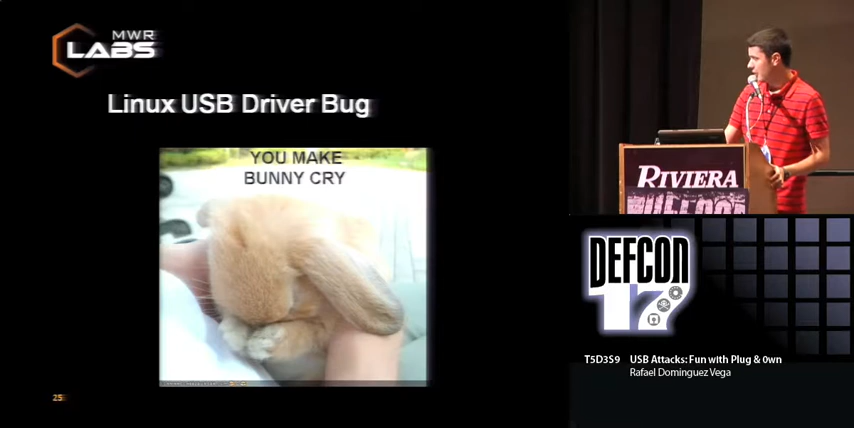 MWR
LABS
Linux USB Driver Bug
YOU MAKE
BUNNY CRY
25
RIVIERA
DEFCON
17
T5D3S9 USB Attacks: Fun with Plug & 0wn
Rafael Dominguez Vega